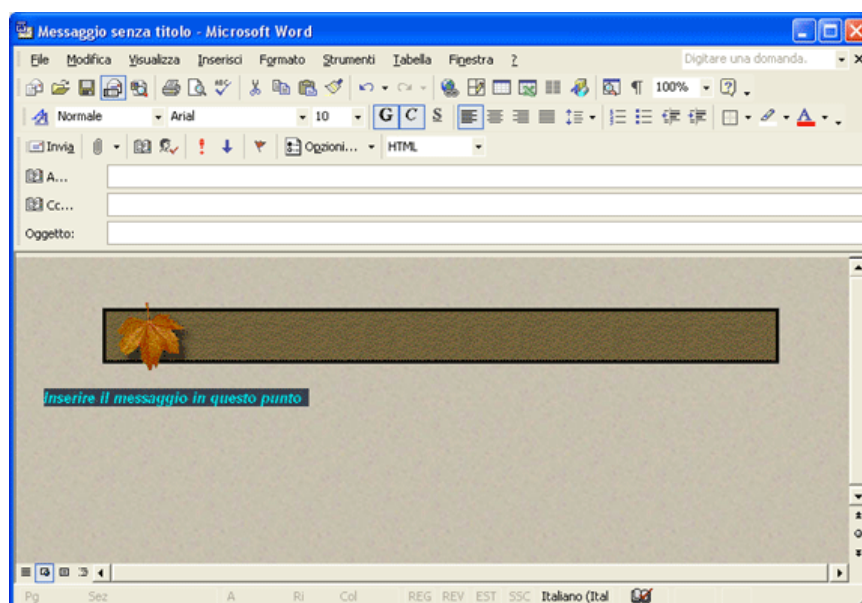 Messaggio senza titolo - Microsoft Word
File Modifica Visualizza Inserisci Formato Strumenti Tabella Finestra ? Digitare una domanda.
100%
Normale Arial 10 G C S
Invia Opzioni... HTML
A...
Cc...
Oggetto:
Inserire il messaggio in questo punto
Pg Sez A Ri Col REG REV EST SSC Italiano (Ital